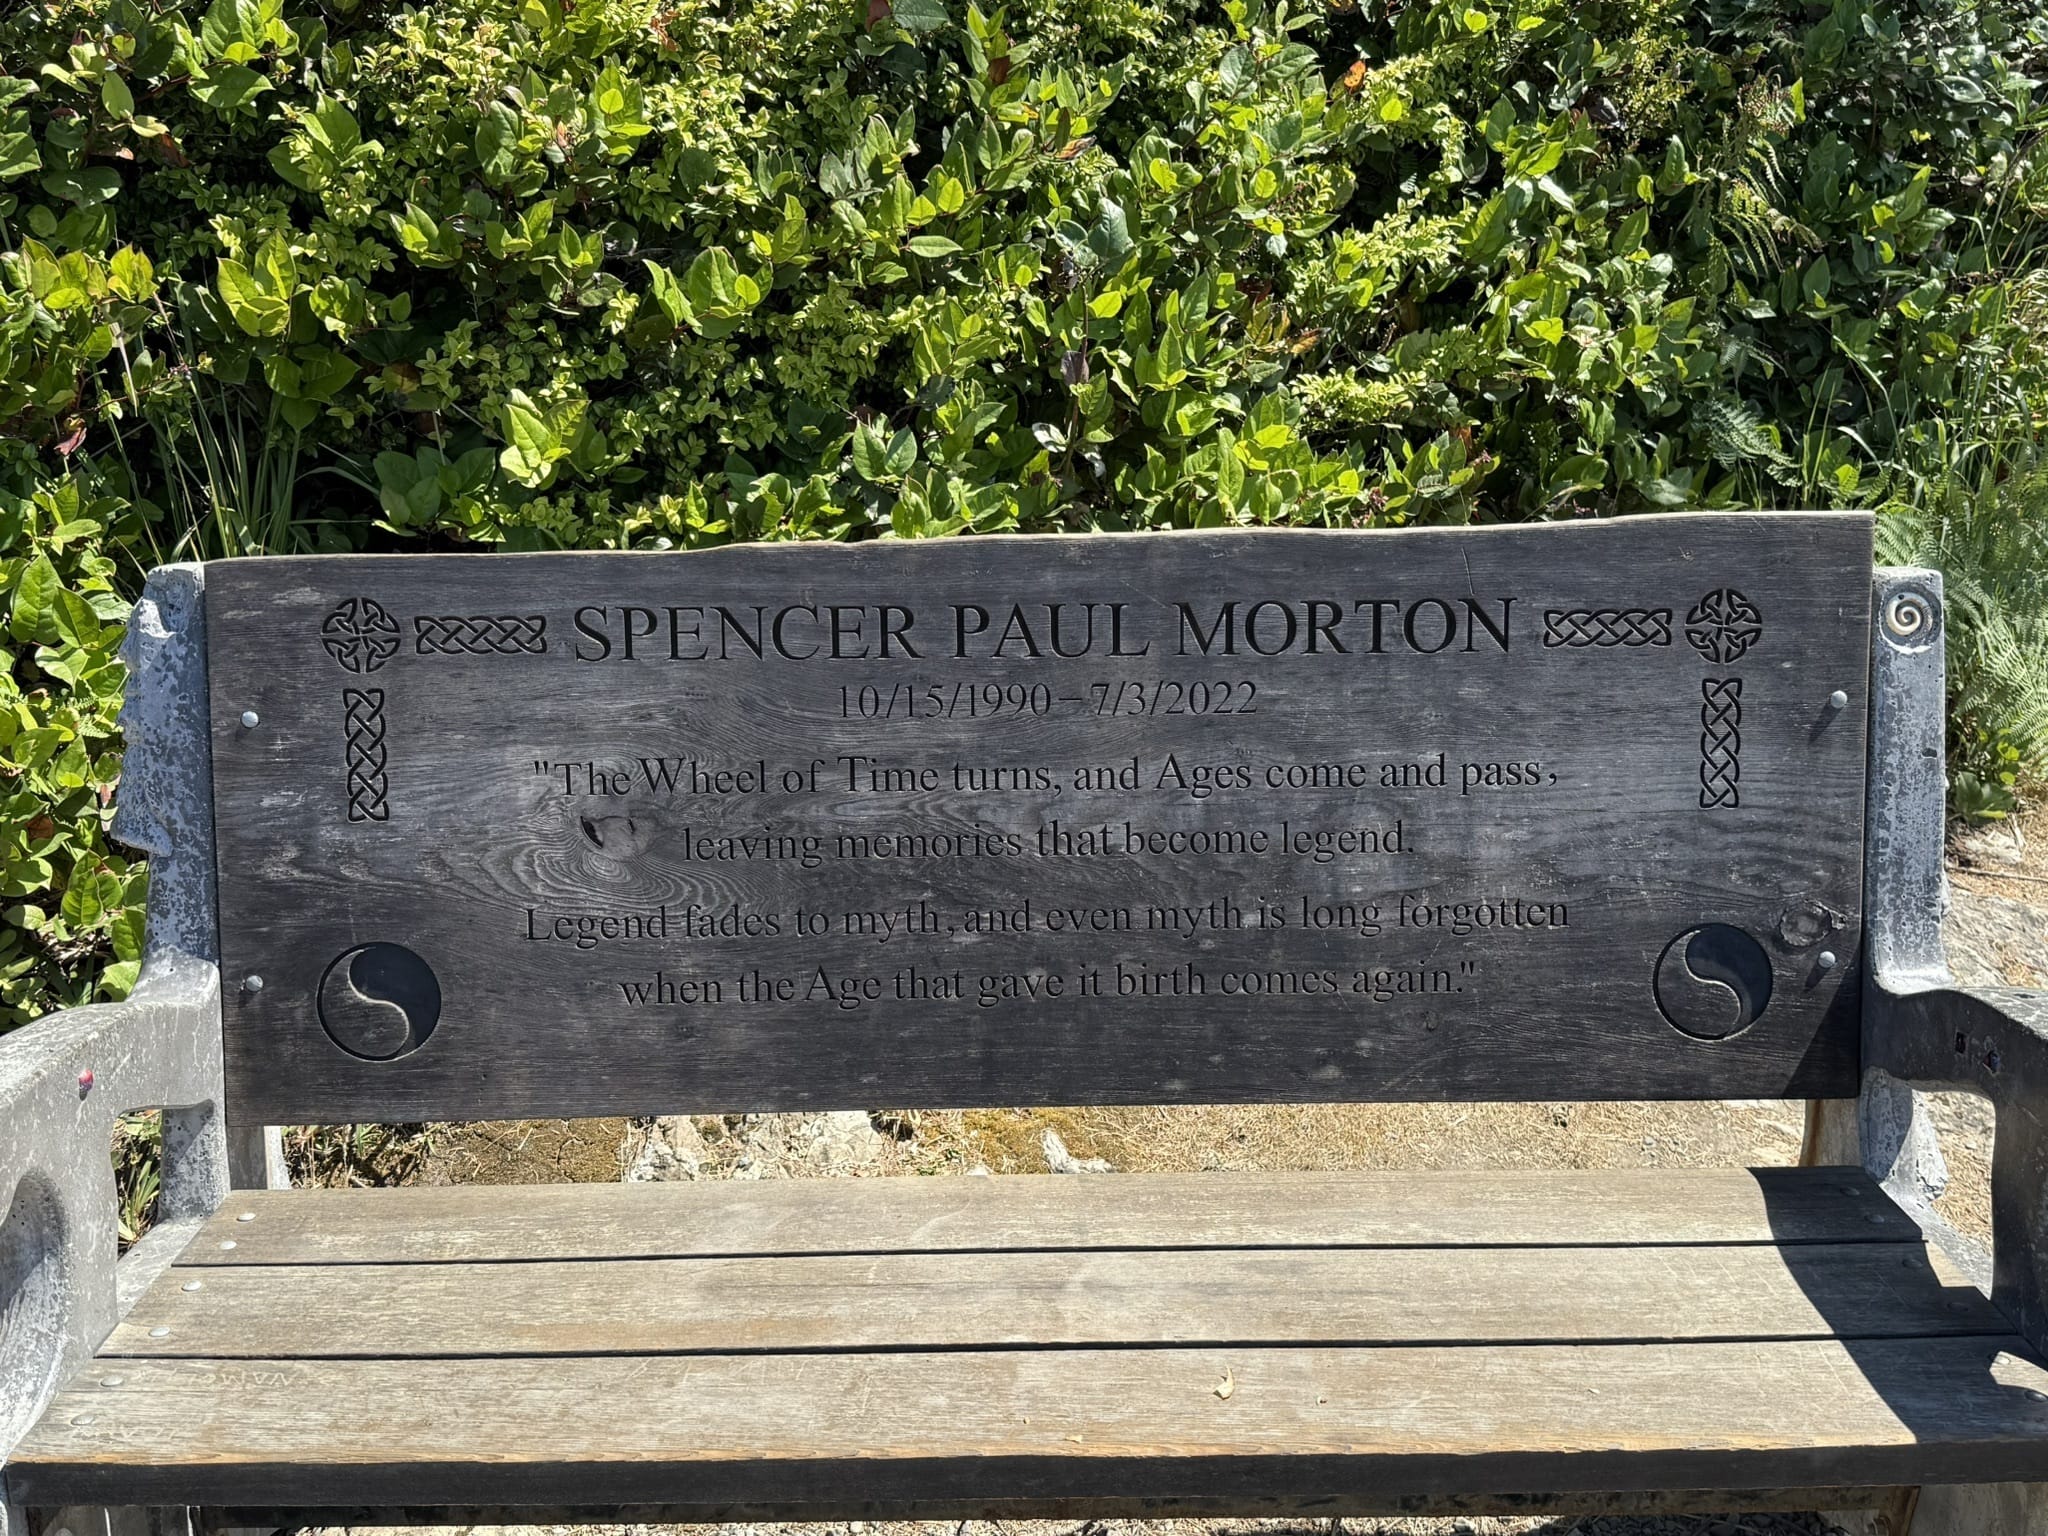 SPENCER PAUL MORTON
10/15/1990–7/3/2022
"The Wheel of Time turns, and Ages come and pass,
leaving memories that become legend.
Legend fades to myth, and even myth is long forgotten
when the Age that gave it birth comes again."